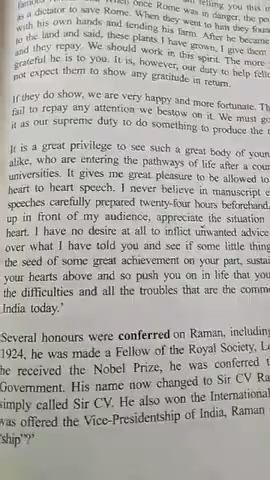 telling you this
once Rome was in danger, the
as a dictator to save Rome. When they went to him they foun
with his own hands and tending his farm. After he became
to the land and said, these plants I have grown, I give them
and they repay. We should work in this spirit. The more
grateful he is to you. It is, however, our duty to help fello
not expect them to show any gratitude in return.
If they do show, we are very happy and more fortunate. Th
fail to repay any attention we bestow on it. We must go
it as our supreme duty to do something to produce the
It is a great privilege to see such a great body of youn
alike, who are entering the pathways of life after a cour
universities. It gives me great pleasure to be allowed to
heart to heart speech. I never believe in manuscript e
speeches carefully prepared twenty-four hours beforehand.
up in front of my audience, appreciate the situation
heart. I have no desire at all to inflict unwanted advice
over what I have told you and see if some little thing
the seed of some great achievement on your part, sustai
your hearts above and so push you on in life that you
the difficulties and all the troubles that are the comm
India today.'
Several honours were conferred on Raman, including
1924, he was made a Fellow of the Royal Society, Lo
he received the Nobel Prize, he was conferred t
Government. His name now changed to Sir CV Ra
simply called Sir CV. He also won the International
was offered the Vice-Presidentship of India, Raman
'ship"?'